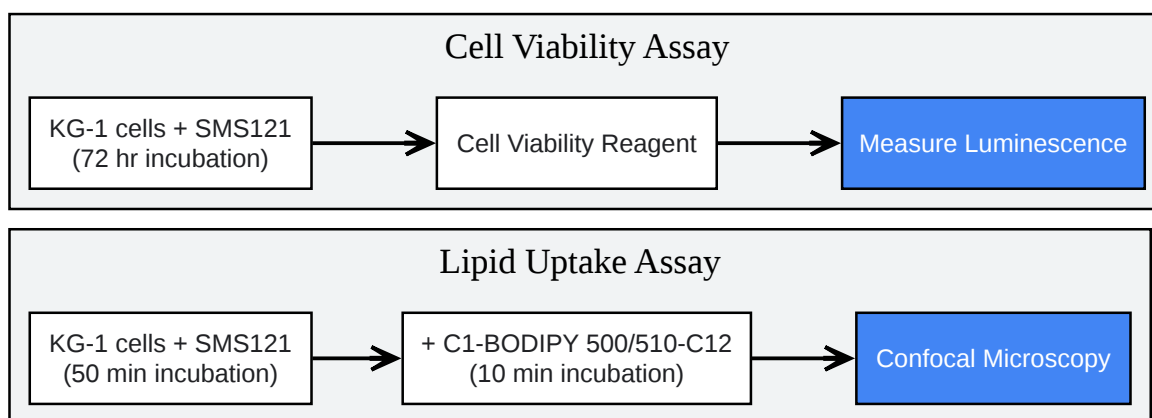 Cell Viability Assay
KG-1 cells + SMS121
(72 hr incubation)
Cell Viability Reagent
Measure Luminescence
Lipid Uptake Assay
KG-1 cells + SMS121
(50 min incubation)
+ C1-BODIPY 500/510-C12
(10 min incubation)
Confocal Microscopy